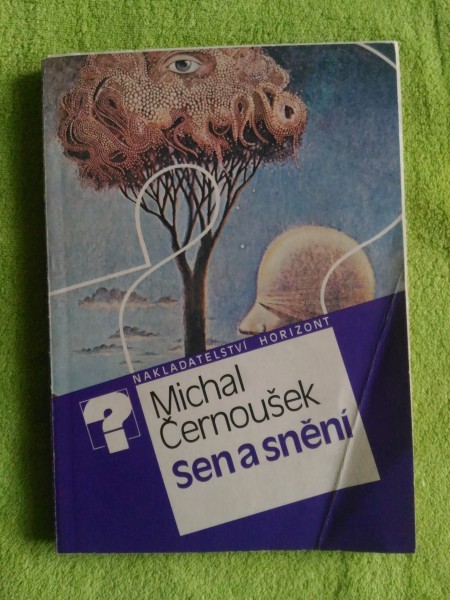 NAKLADATELSTVÍ HORIZONT
?
Michal
Černoušek
sen a snění